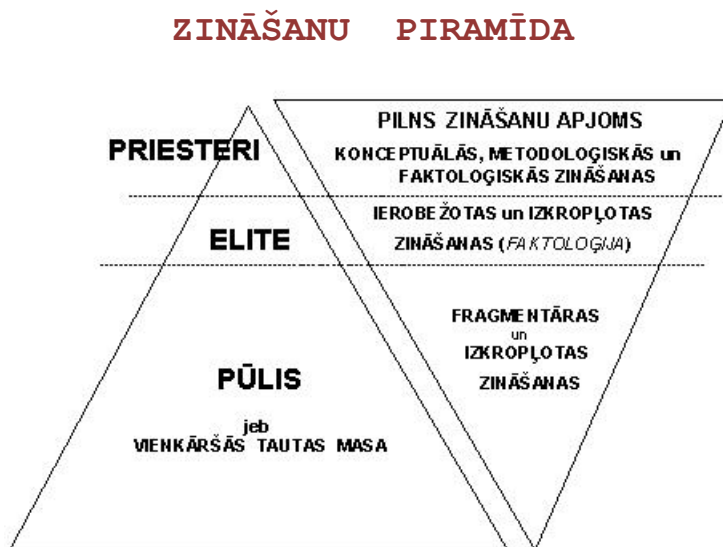 ZINĀŠANU PIRAMĪDA
PRIESTERI
PILNS ZINĀŠANU APJOMS
KONCEPTUĀLĀS, METODOLOĢISKĀS un
FAKTOLOĢISKĀS ZINĀŠANAS
ELITE
IEROBEŽOTAS un IZKROPĻOTAS
ZINĀŠANAS (FAKTOLOĢIJA)
PŪLIS
jeb
VIENKĀRŠĀS TAUTAS MASA
FRAGMENTĀRAS
un
IZKROPĻOTAS
ZINĀŠANAS